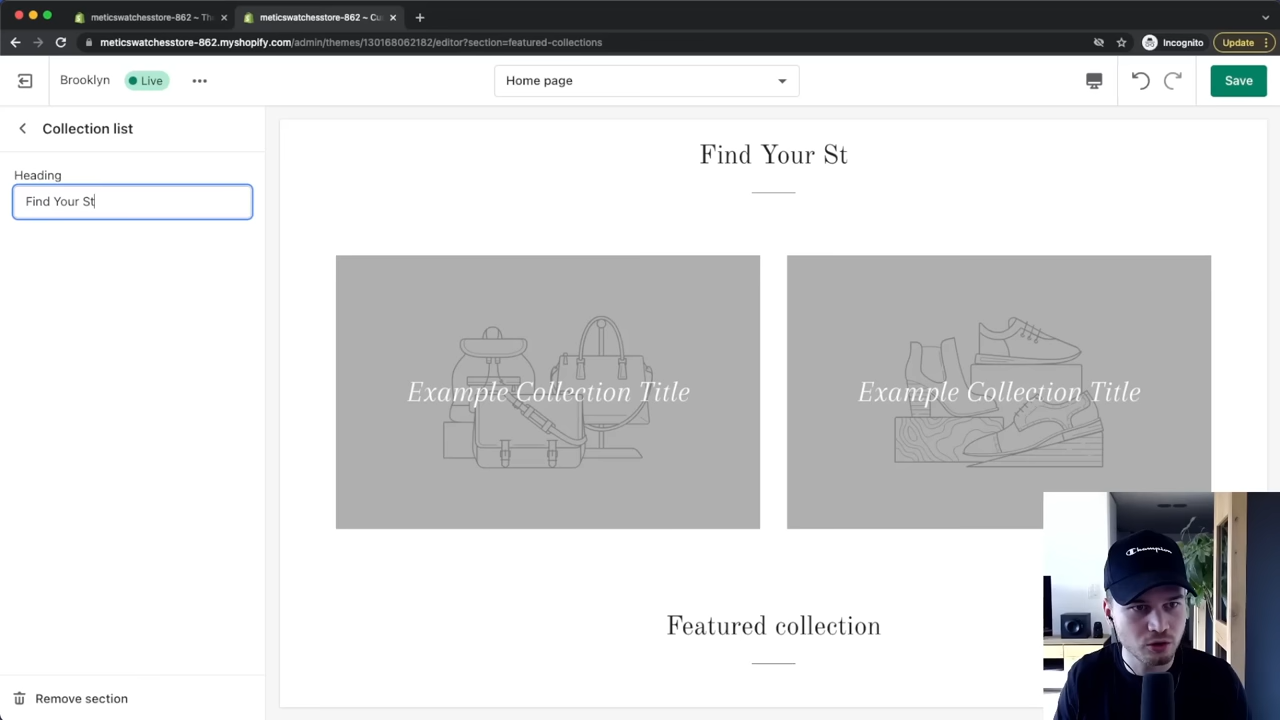 meticswatchesstore-862 ~ Th
meticswatchesstore-862 ~ Cu
meticswatchesstore-862.myshopify.com/admin/themes/130168062182/editor?section=featured-collections
Incognito
Update
Brooklyn
Live
Home page
Save
Collection list
Heading
Find Your St
Find Your St
Example Collection Title
Example Collection Title
Featured collection
Champion
Remove section